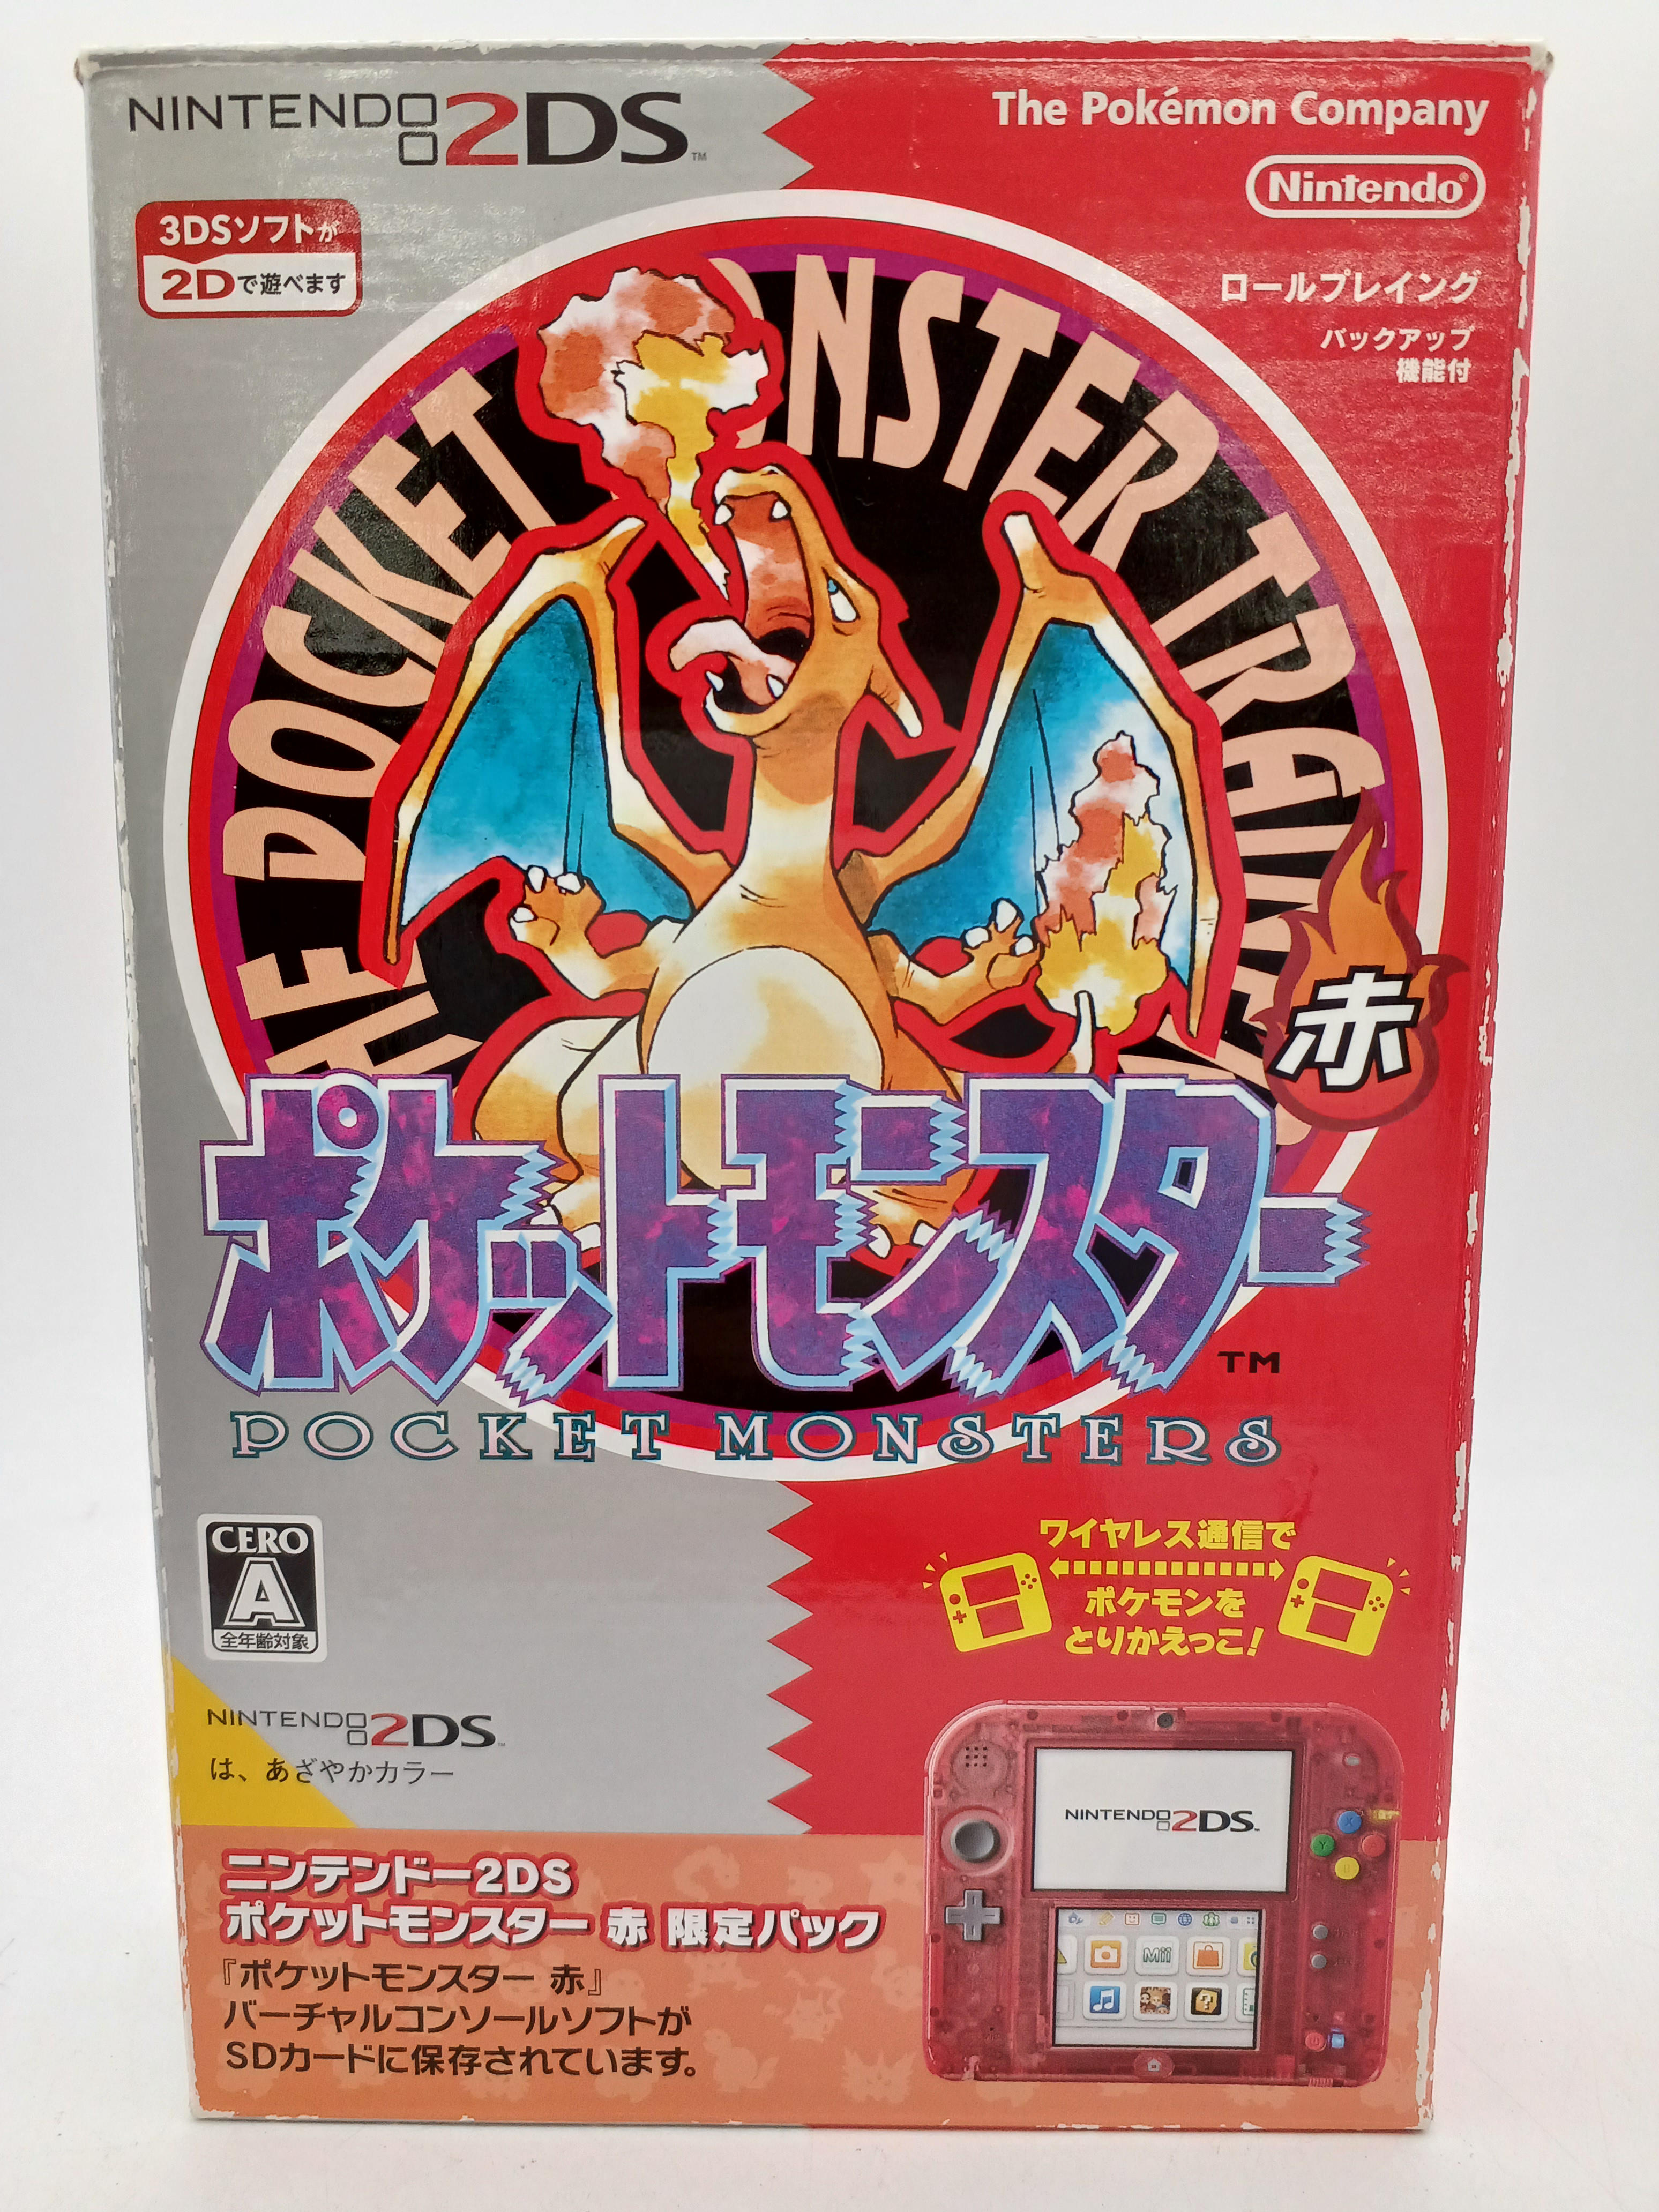 NINTENDO 2DS™
The Pokémon Company
Nintendo®
3DSソフトが
2Dで遊べます
ロールプレイング
バックアップ
機能付
POCKET
赤
ポケットモンスター
TM
POCKET MONSTERS
CERO
A
全年齢対象
ワイヤレス通信で
ポケモンを
とりかえっこ!
NINTENDO 2DS™
は、あざやかカラー
NINTENDO 2DS™
Mii
X
Y
ニンテンドー2DS
ポケットモンスター 赤 限定パック
『ポケットモンスター 赤』
バーチャルコンソールソフトが
SDカードに保存されています。